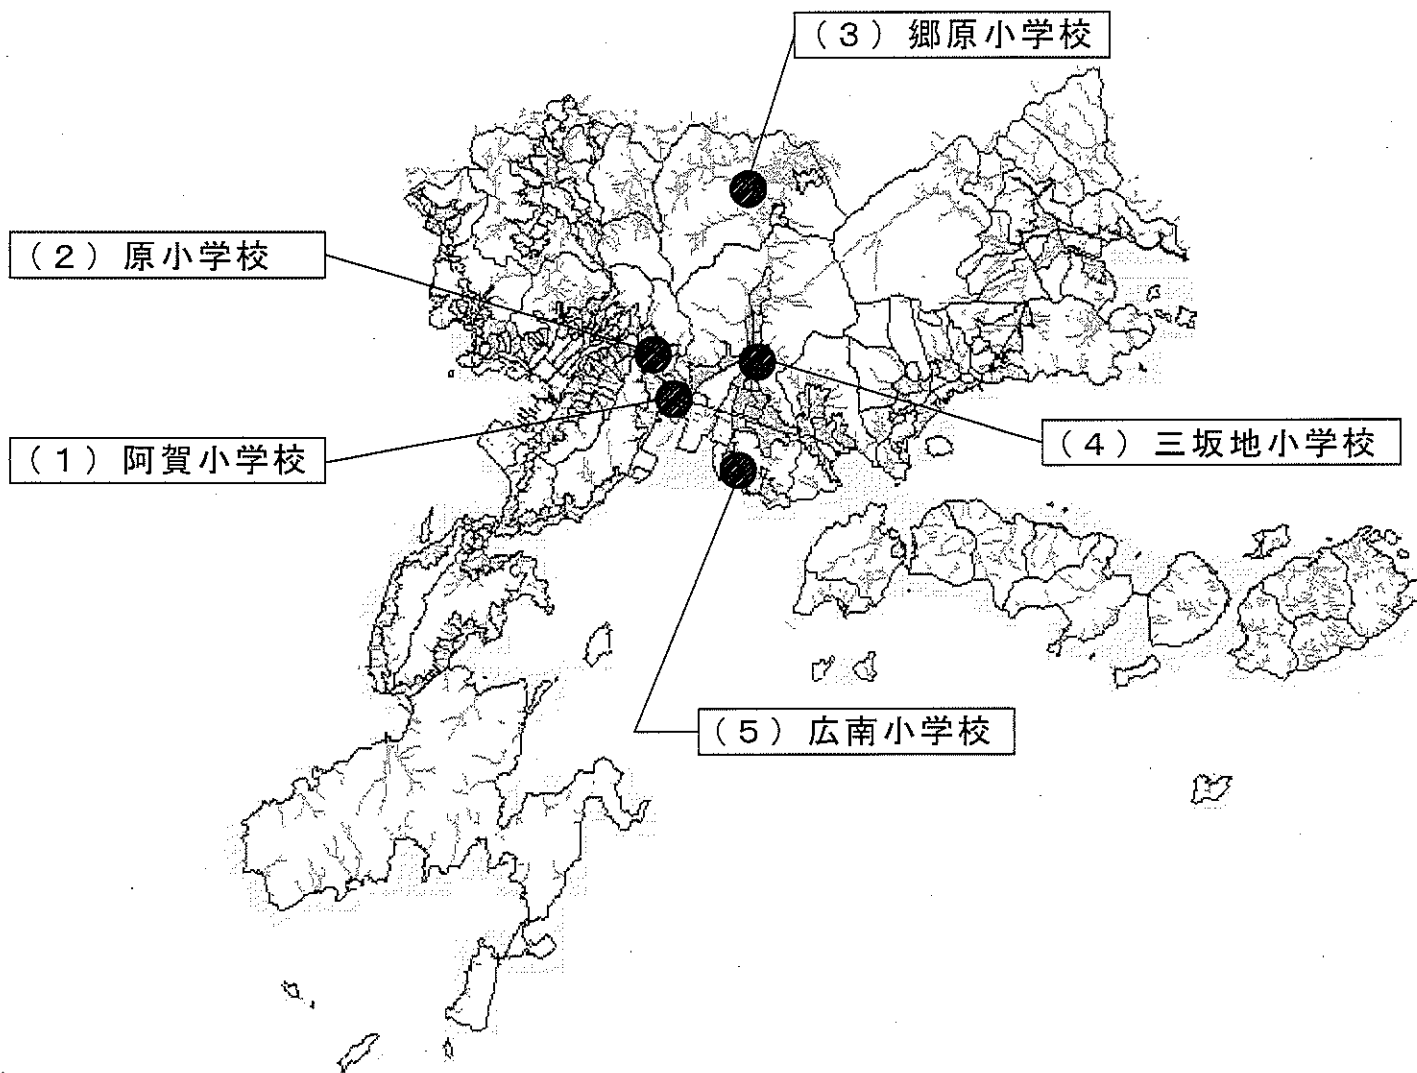 （３）郷原小学校
（２）原小学校
（１）阿賀小学校
（４）三坂地小学校
（５）広南小学校